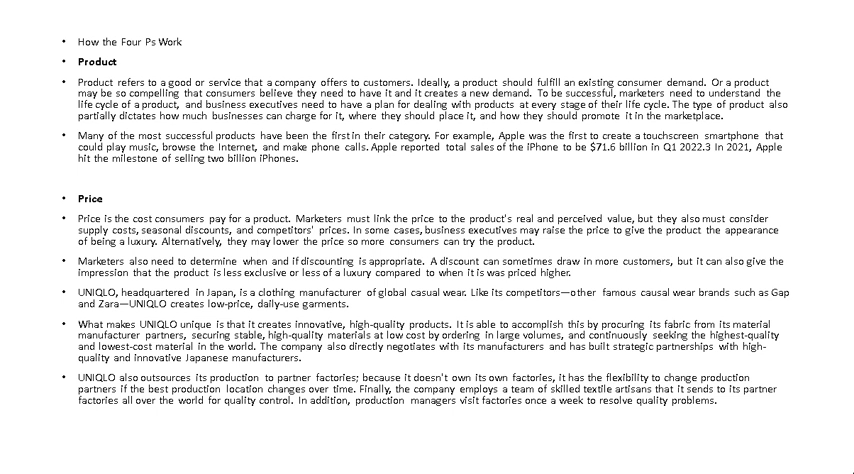 • How the Four Ps Work
• Product
• Product refers to a good or service that a company offers to customers. Ideally, a product should fulfill an existing consumer demand. Or a product
may be so compelling that consumers believe they need to have it and it creates a new demand. To be successful, marketers need to understand the
life cycle of a product, and business executives need to have a plan for dealing with products at every stage of their life cycle. The type of product also
partially dictates how much businesses can charge for it, where they should place it, and how they should promote it in the marketplace.
• Many of the most successful products have been the first in their category. For example, Apple was the first to create a touchscreen smartphone that
could play music, browse the Internet, and make phone calls. Apple reported total sales of the iPhone to be $71.6 billion in Q1 2022.3 In 2021, Apple
hit the milestone of selling two billion iPhones.
• Price
• Price is the cost consumers pay for a product. Marketers must link the price to the product's real and perceived value, but they also must consider
supply costs, seasonal discounts, and competitors' prices. In some cases, business executives may raise the price to give the product the appearance
of being a luxury. Alternatively, they may lower the price so more consumers can try the product.
• Marketers also need to determine when and if discounting is appropriate. A discount can sometimes draw in more customers, but it can also give the
impression that the product is less exclusive or less of a luxury compared to when it is was priced higher.
• UNIQLO, headquartered in Japan, is a clothing manufacturer of global casual wear. Like its competitors—other famous causal wear brands such as Gap
and Zara—UNIQLO creates low-price, daily-use garments.
• What makes UNIQLO unique is that it creates innovative, high-quality products. It is able to accomplish this by procuring its fabric from its material
manufacturer partners, securing stable, high-quality materials at low cost by ordering in large volumes, and continuously seeking the highest-quality
and lowest-cost material in the world. The company also directly negotiates with its manufacturers and has built strategic partnerships with high-
quality and innovative Japanese manufacturers.
• UNIQLO also outsources its production to partner factories; because it doesn't own its own factories, it has the flexibility to change production
partners if the best production location changes over time. Finally, the company employs a team of skilled textile artisans that it sends to its partner
factories all over the world for quality control. In addition, production managers visit factories once a week to resolve quality problems.